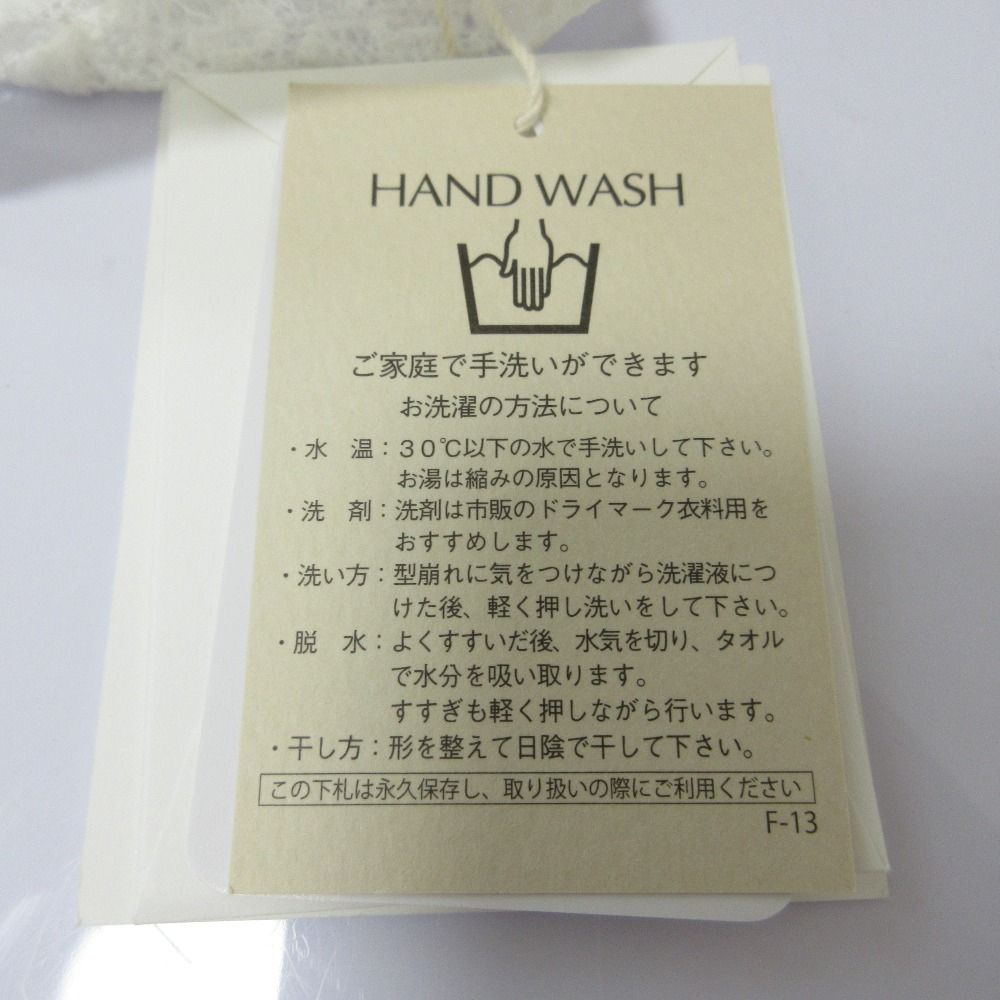 HAND WASH
ご家庭で手洗いができます
お洗濯の方法について
・水　温：３０℃以下の水で手洗いして下さい。
お湯は縮みの原因となります。
・洗　剤：洗剤は市販のドライマーク衣料用を
おすすめします。
・洗い方：型崩れに気をつけながら洗濯液につ
けた後、軽く押し洗いをして下さい。
・脱　水：よくすすいだ後、水気を切り、タオル
で水分を吸い取ります。
すすぎも軽く押しながら行います。
・干し方：形を整えて日陰で干して下さい。
この下札は永久保存し、取り扱いの際にご利用ください
F-13